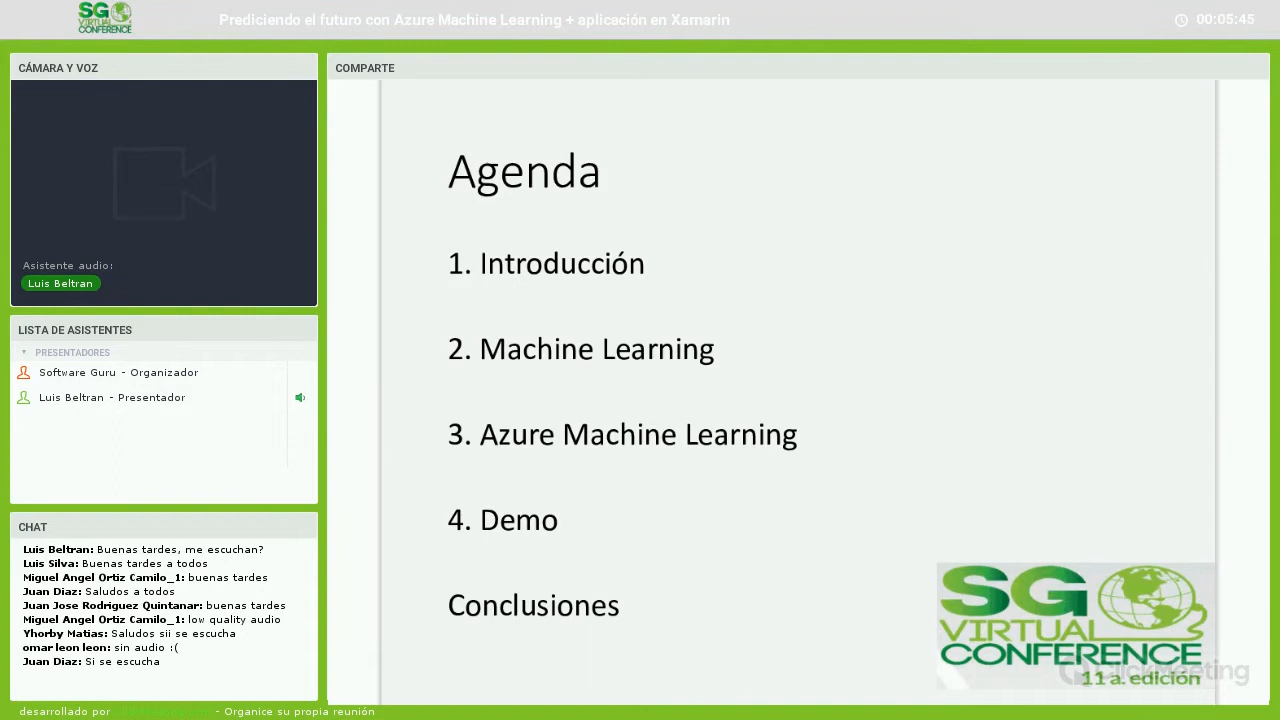 SG
VIRTUAL
CONFERENCE
Prediciendo el futuro con Azure Machine Learning + aplicación en Xamarin
00:05:45
CÁMARA Y VOZ
Asistente audio:
Luis Beltran
LISTA DE ASISTENTES
PRESENTADORES
Software Guru - Organizador
Luis Beltran - Presentador
CHAT
Luis Beltran: Buenas tardes, me escuchan?
Luis Silva: Buenas tardes a todos
Miguel Angel Ortiz Camilo_1: buenas tardes
Juan Diaz: Saludos a todos
Juan Jose Rodriguez Quintanar: buenas tardes
Miguel Angel Ortiz Camilo_1: low quality audio
Yhorby Matias: Saludos sii se escucha
omar leon leon: sin audio :(
Juan Diaz: Si se escucha
desarrollado por
- Organice su propia reunión
COMPARTE
Agenda
1. Introducción
2. Machine Learning
3. Azure Machine Learning
4. Demo
Conclusiones
SG
VIRTUAL
CONFERENCE
ClickMeeting
11 a. edición